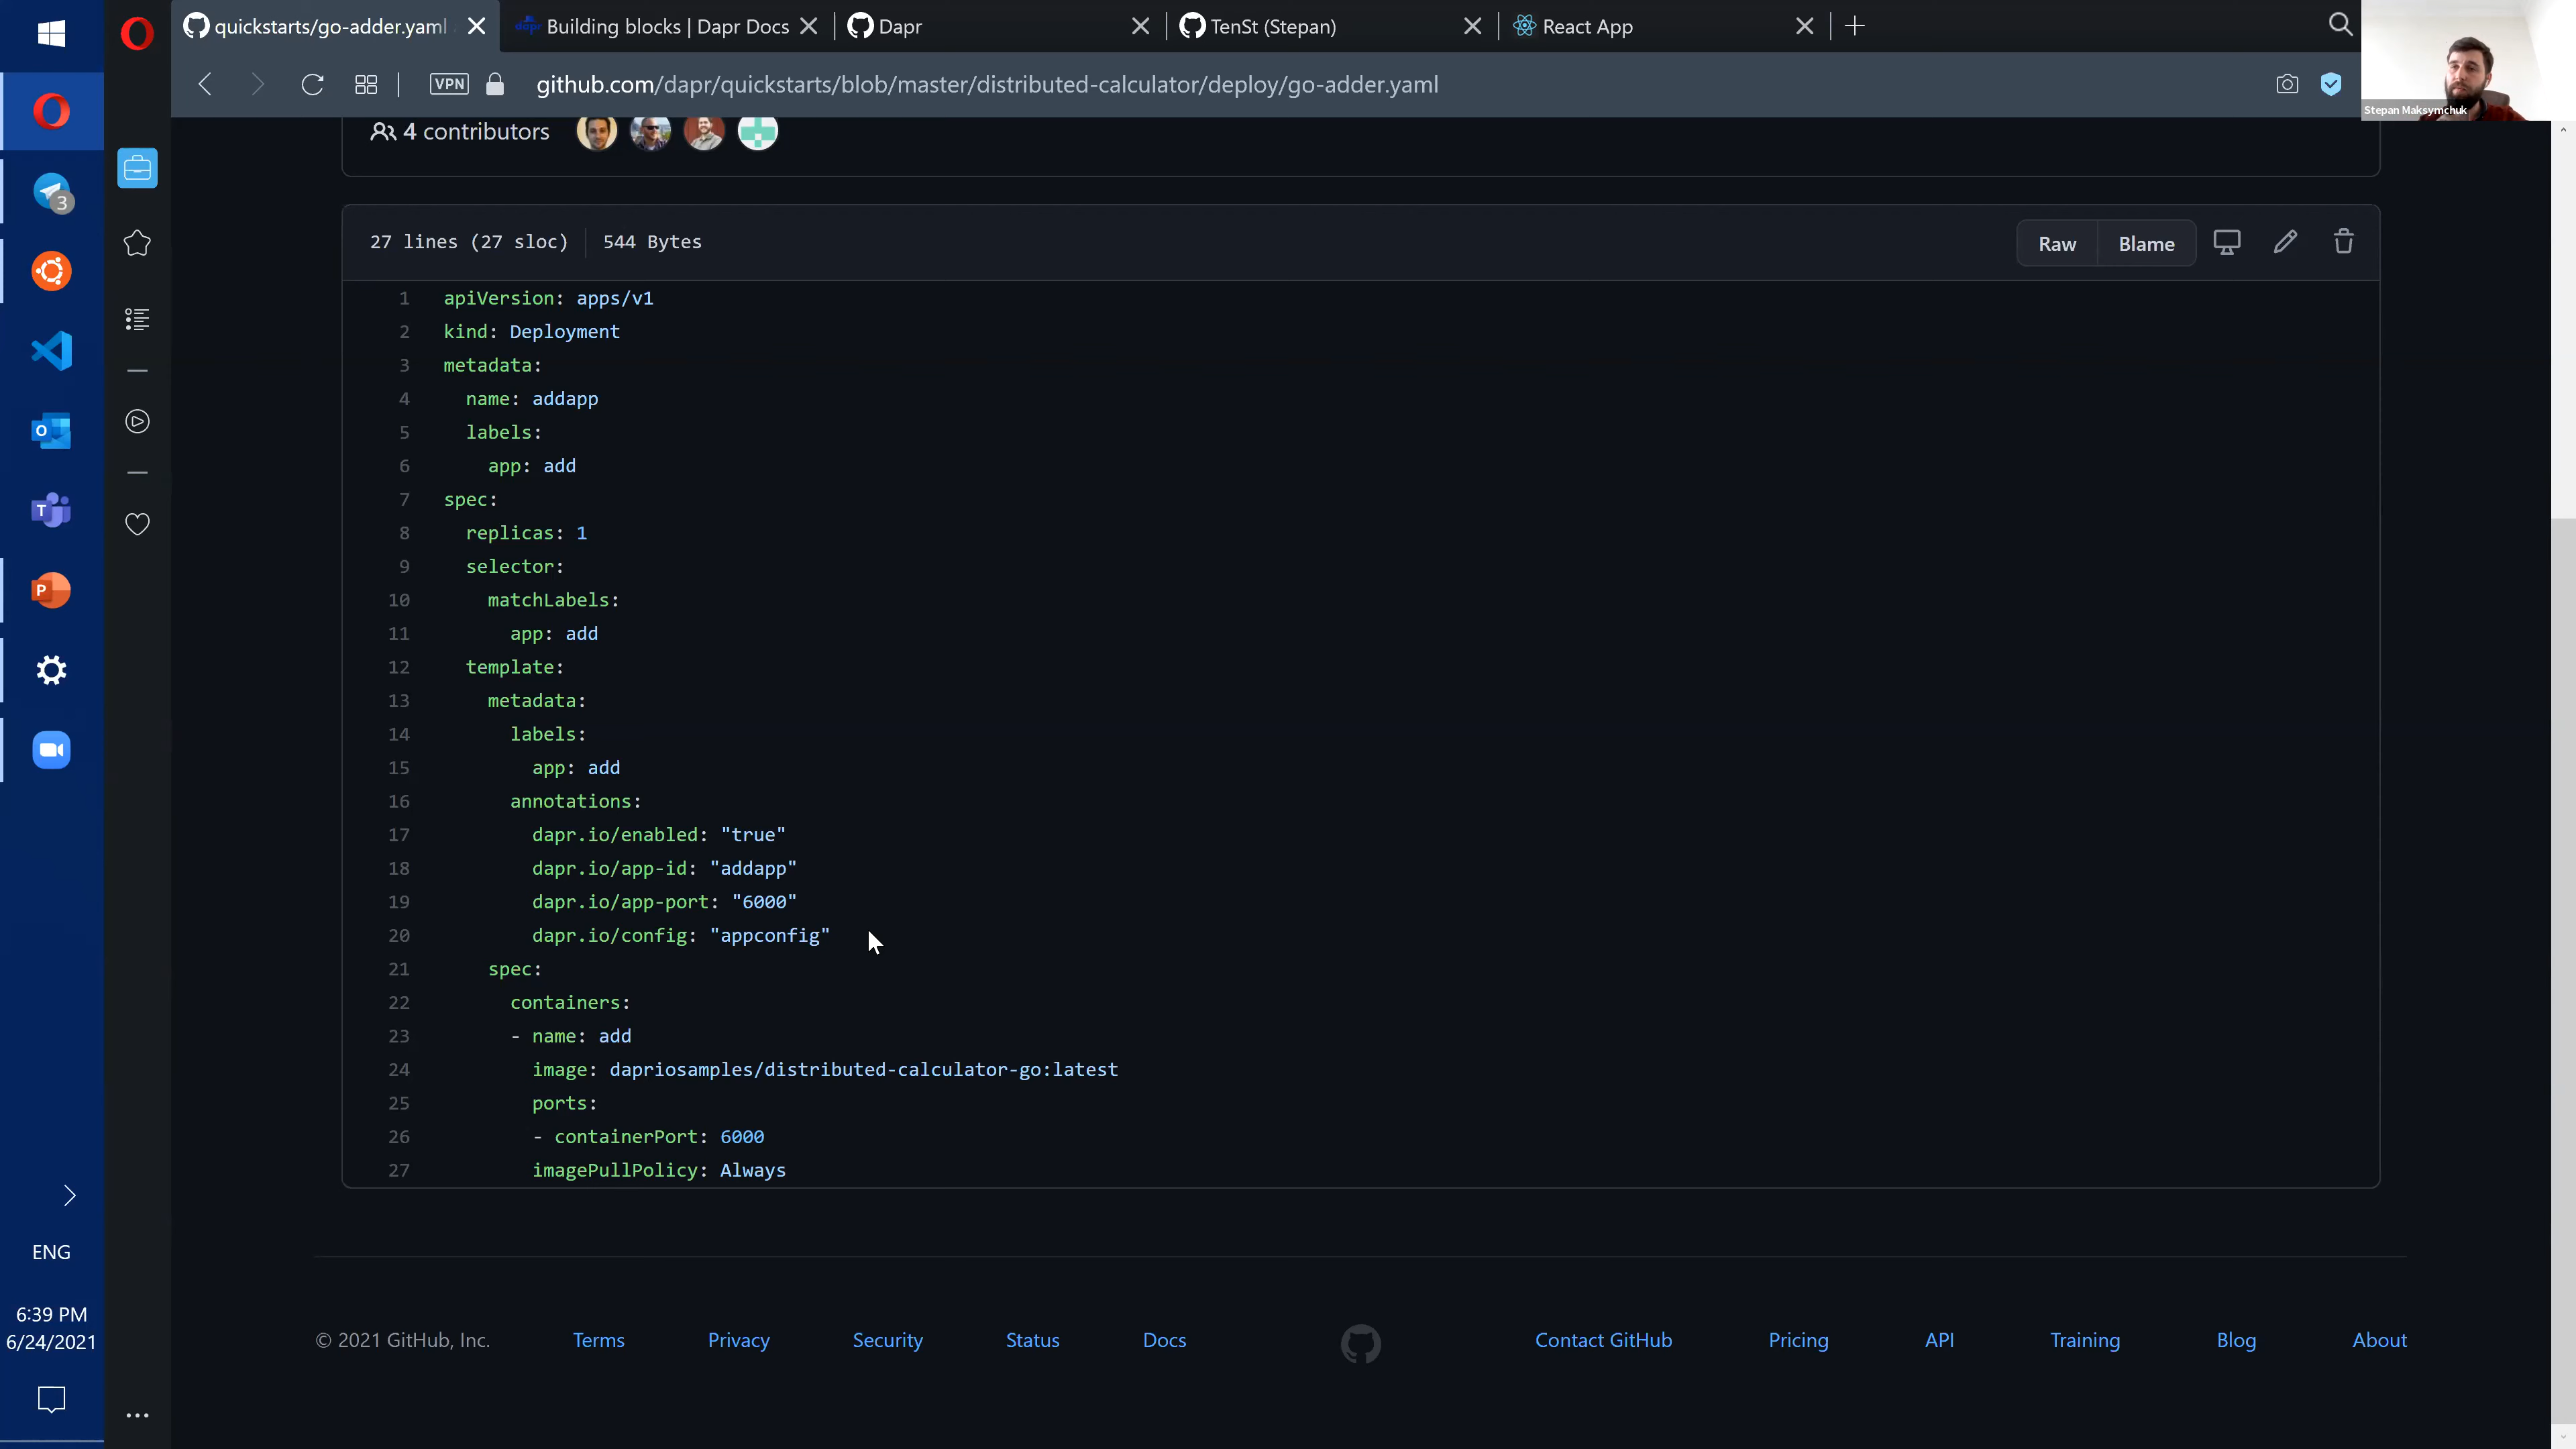 quickstarts/go-adder.yaml
Building blocks | Dapr Docs
Dapr
TenSt (Stepan)
React App
VPN
github.com/dapr/quickstarts/blob/master/distributed-calculator/deploy/go-adder.yaml
Stepan Maksymchuk
4 contributors
27 lines (27 sloc)
544 Bytes
Raw
Blame
1 apiVersion: apps/v1
2 kind: Deployment
3 metadata:
4 name: addapp
5 labels:
6 app: add
7 spec:
8 replicas: 1
9 selector:
10 matchLabels:
11 app: add
12 template:
13 metadata:
14 labels:
15 app: add
16 annotations:
17 dapr.io/enabled: "true"
18 dapr.io/app-id: "addapp"
19 dapr.io/app-port: "6000"
20 dapr.io/config: "appconfig"
21 spec:
22 containers:
23 - name: add
24 image: dapriosamples/distributed-calculator-go:latest
25 ports:
26 - containerPort: 6000
27 imagePullPolicy: Always
© 2021 GitHub, Inc.
Terms
Privacy
Security
Status
Docs
Contact GitHub
Pricing
API
Training
Blog
About
3
ENG
6:39 PM
6/24/2021